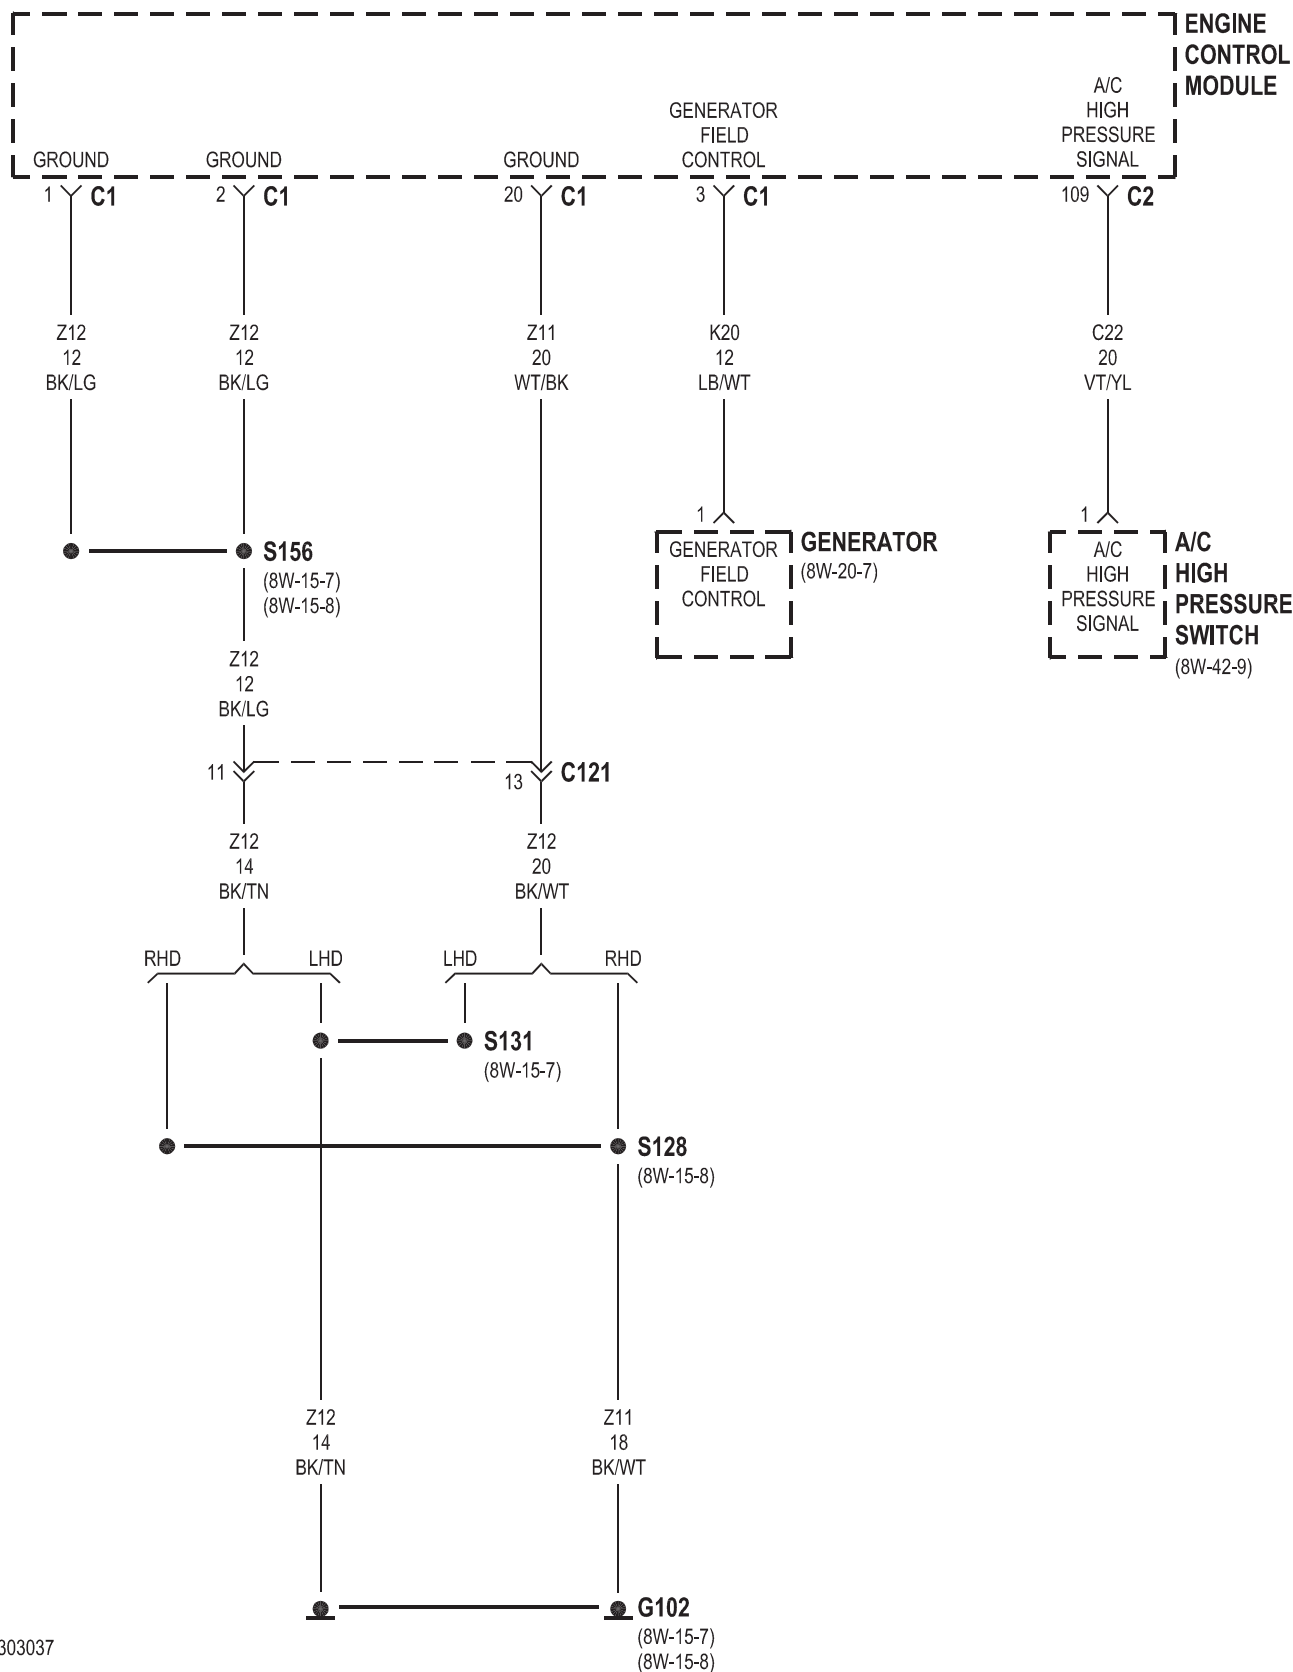 ENGINE
CONTROL
MODULE
A/C
HIGH
PRESSURE
SIGNAL
GENERATOR
FIELD
CONTROL
GROUND GROUND GROUND
1 C1 2 C1 20 C1 3 C1 109 C2
Z12 Z12 Z11 K20 C22
12 12 20 12 20
BK/LG BK/LG WT/BK LB/WT VT/YL
1 1
S156
(8W-15-7)
(8W-15-8)
GENERATOR
FIELD
CONTROL
GENERATOR
(8W-20-7)
A/C
HIGH
PRESSURE
SIGNAL
A/C
HIGH
PRESSURE
SWITCH
(8W-42-9)
Z12
12
BK/LG
11 13 C121
Z12 Z12
14 20
BK/TN BK/WT
RHD LHD LHD RHD
S131
(8W-15-7)
S128
(8W-15-8)
Z12 Z11
14 18
BK/TN BK/WT
G102
(8W-15-7)
(8W-15-8)
303037